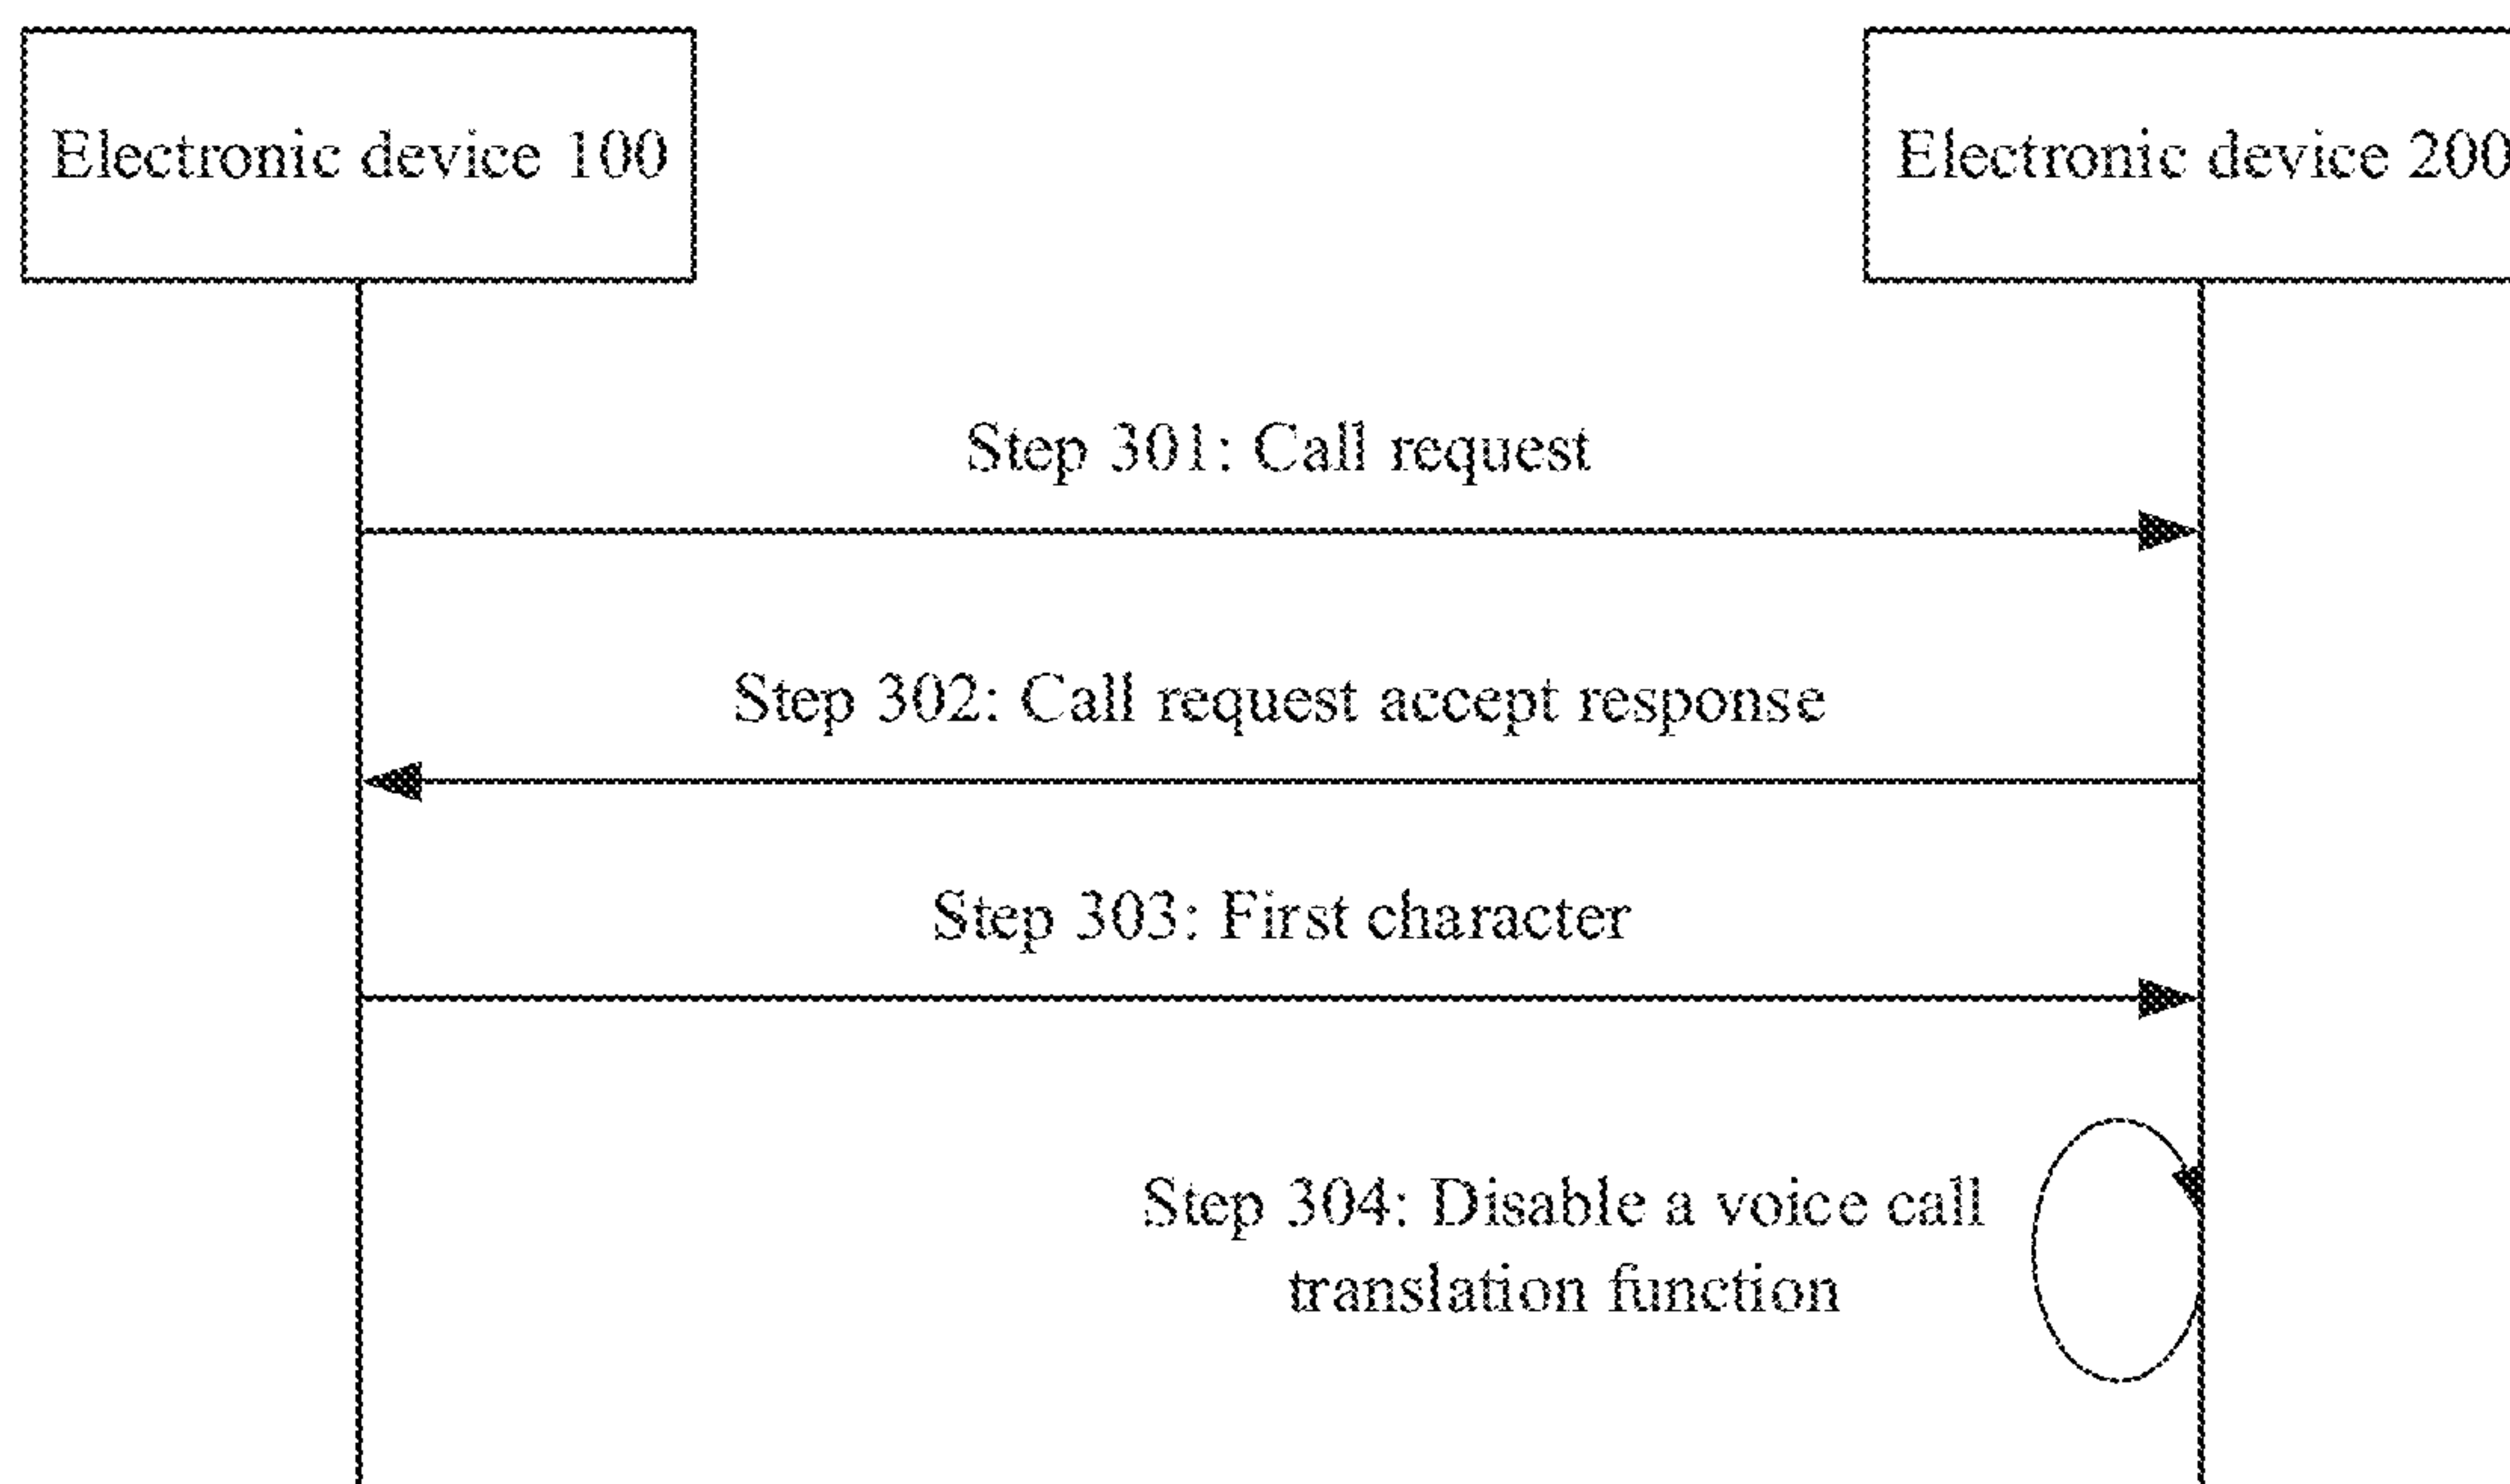 Electronic device 100
Electronic device 200
Step 301: Call request
Step 302: Call request accept response
Step 303: First character
Step 304: Disable a voice call
translation function